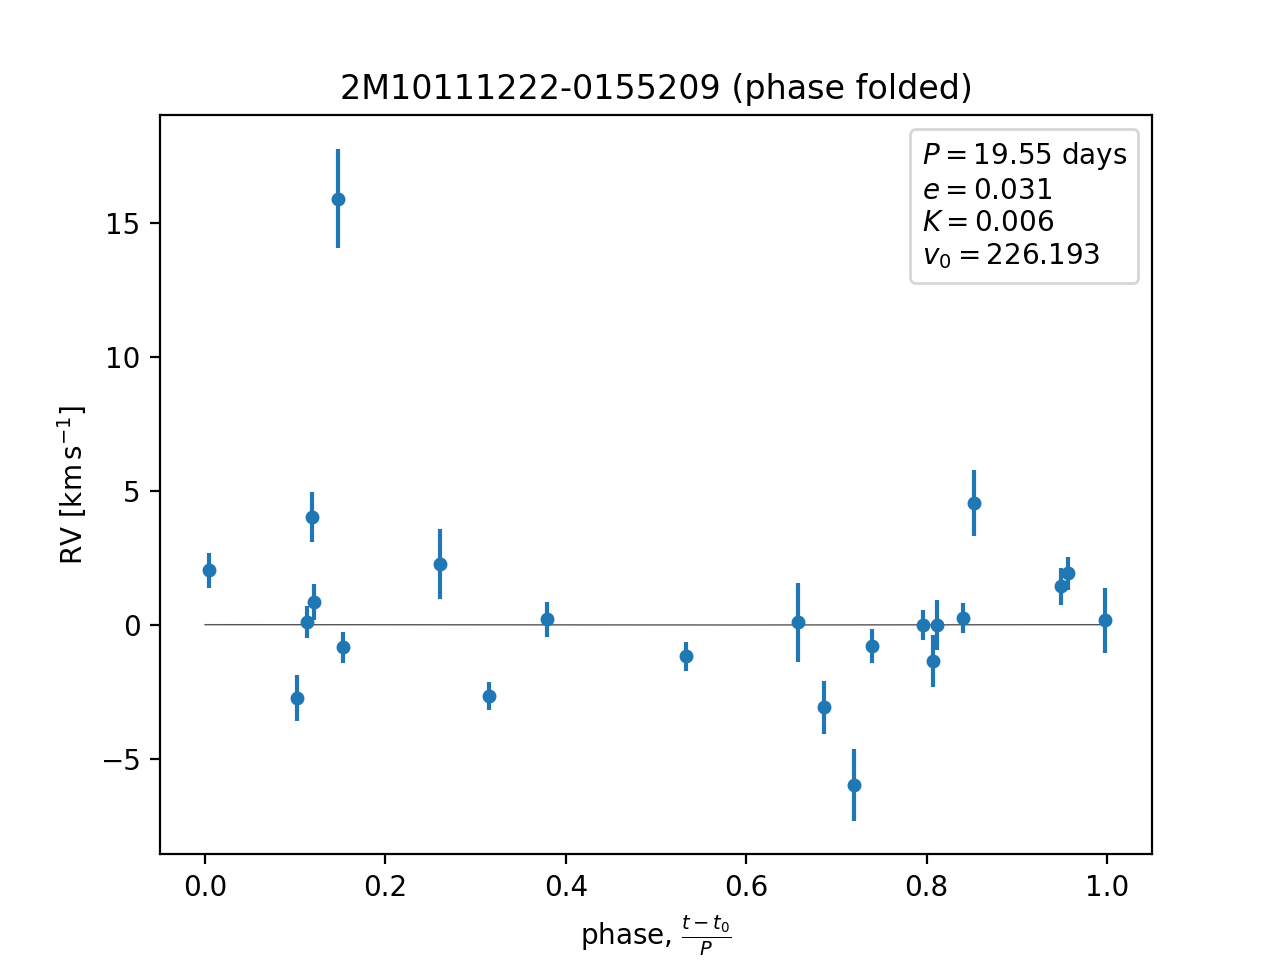 2M10111222-0155209 (phase folded)
P = 19.55 days
e = 0.031
K = 0.006
v₀ = 226.193
15
10
5
0
−5
RV [km s⁻¹]
0.0 0.2 0.4 0.6 0.8 1.0
phase, (t − t₀)/P